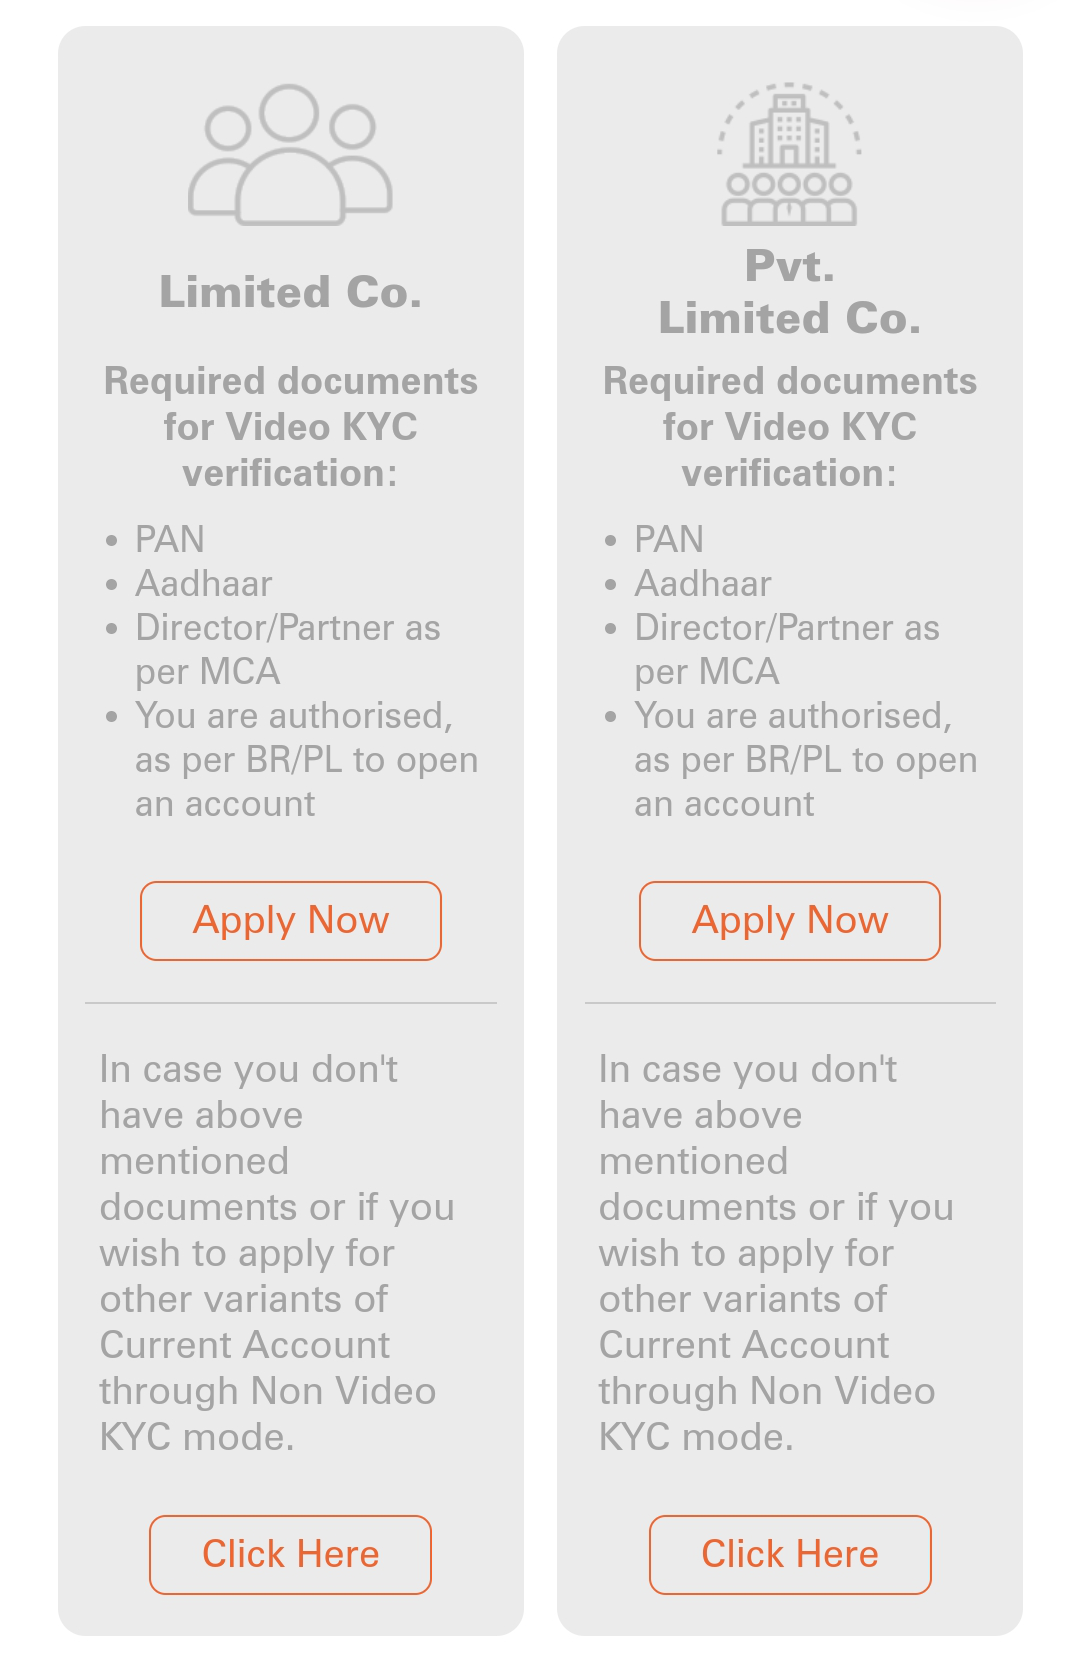 Limited Co.
Required documents
for Video KYC
verification:
• PAN
• Aadhaar
• Director/Partner as
per MCA
• You are authorised,
as per BR/PL to open
an account
Apply Now
In case you don't
have above
mentioned
documents or if you
wish to apply for
other variants of
Current Account
through Non Video
KYC mode.
Click Here
Pvt.
Limited Co.
Required documents
for Video KYC
verification:
• PAN
• Aadhaar
• Director/Partner as
per MCA
• You are authorised,
as per BR/PL to open
an account
Apply Now
In case you don't
have above
mentioned
documents or if you
wish to apply for
other variants of
Current Account
through Non Video
KYC mode.
Click Here